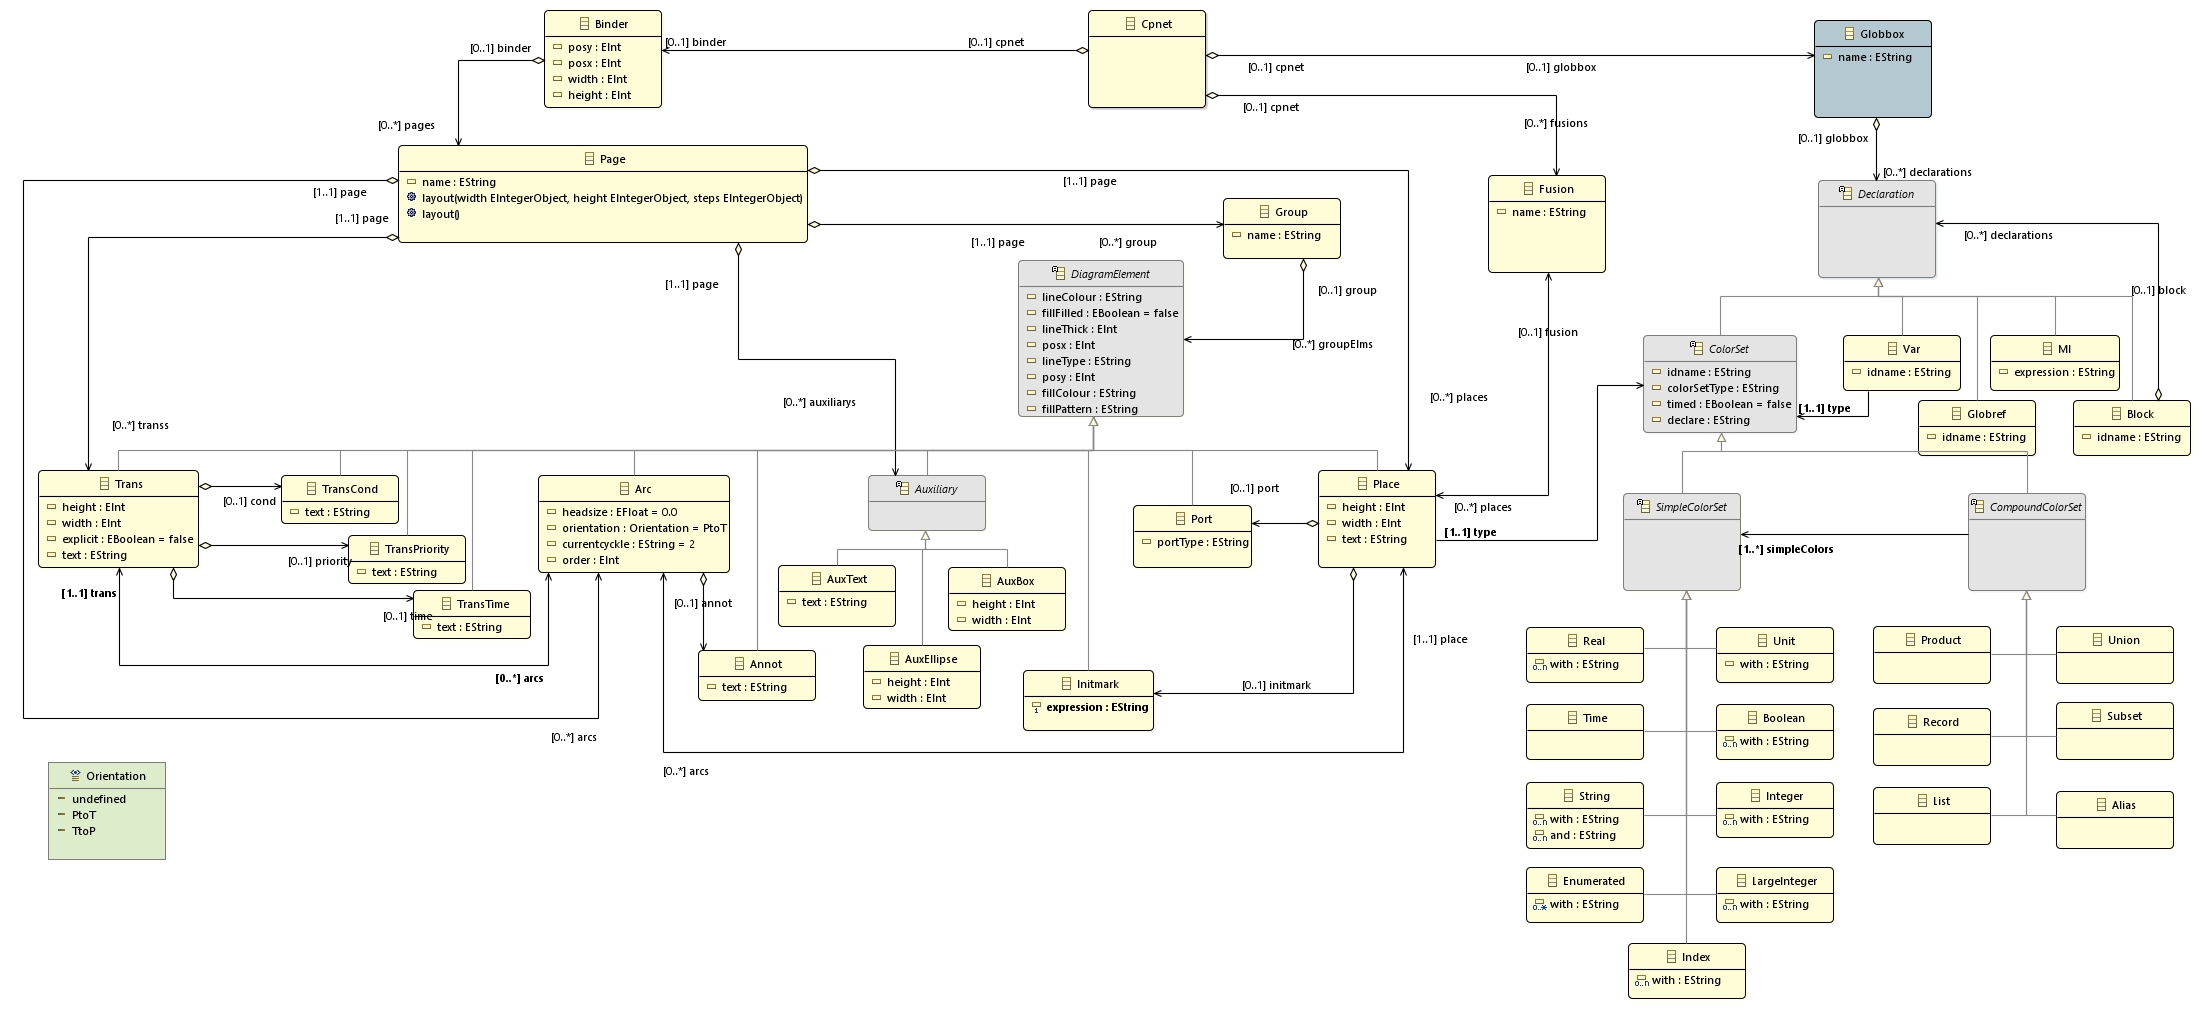 Binder
posy : EInt
posx : EInt
width : EInt
height : EInt
[0..1] binder
[0..1] binder
[0..1] cpnet
Cpnet
[0..1] cpnet
[0..1] globbox
[0..1] cpnet
[0..*] fusions
Globbox
name : EString
[0..1] globbox
[0..*] declarations
[0..*] pages
Page
name : EString
layout(width EIntegerObject, height EIntegerObject, steps EIntegerObject)
layout()
[1..1] page
[1..1] page
[1..1] page
[1..1] page
[0..*] group
[1..1] page
Group
name : EString
[0..1] group
[0..*] groupElms
Fusion
name : EString
[0..1] fusion
[0..*] places
Declaration
[0..*] declarations
[0..1] block
DiagramElement
lineColour : EString
fillFilled : EBoolean = false
lineThick : EInt
posx : EInt
lineType : EString
posy : EInt
fillColour : EString
fillPattern : EString
ColorSet
idname : EString
colorSetType : EString
timed : EBoolean = false
declare : EString
Var
idname : EString
[1..1] type
Ml
expression : EString
Globref
idname : EString
Block
idname : EString
[0..*] auxiliarys
[0..*] transs
Trans
height : EInt
width : EInt
explicit : EBoolean = false
text : EString
[0..1] cond
TransCond
text : EString
[0..1] priority
TransPriority
text : EString
[0..1] time
TransTime
text : EString
[1..1] trans
[0..*] arcs
Arc
headsize : EFloat = 0.0
orientation : Orientation = PtoT
currentcyckle : EString = 2
order : EInt
[0..1] annot
Annot
text : EString
Auxiliary
AuxText
text : EString
AuxBox
height : EInt
width : EInt
AuxEllipse
height : EInt
width : EInt
[0..1] port
Port
portType : EString
Place
height : EInt
width : EInt
text : EString
[0..*] places
[1..1] type
[1..1] place
[0..1] initmark
Initmark
expression : EString
1
[0..*] arcs
[0..*] arcs
SimpleColorSet
CompoundColorSet
[1..*] simpleColors
Real
0..n with : EString
Unit
with : EString
Time
Boolean
0..n with : EString
String
0..n with : EString
0..n and : EString
Integer
0..n with : EString
Enumerated
0..* with : EString
LargeInteger
0..n with : EString
Index
0..n with : EString
Product
Union
Record
Subset
List
Alias
Orientation
undefined
PtoT
TtoP